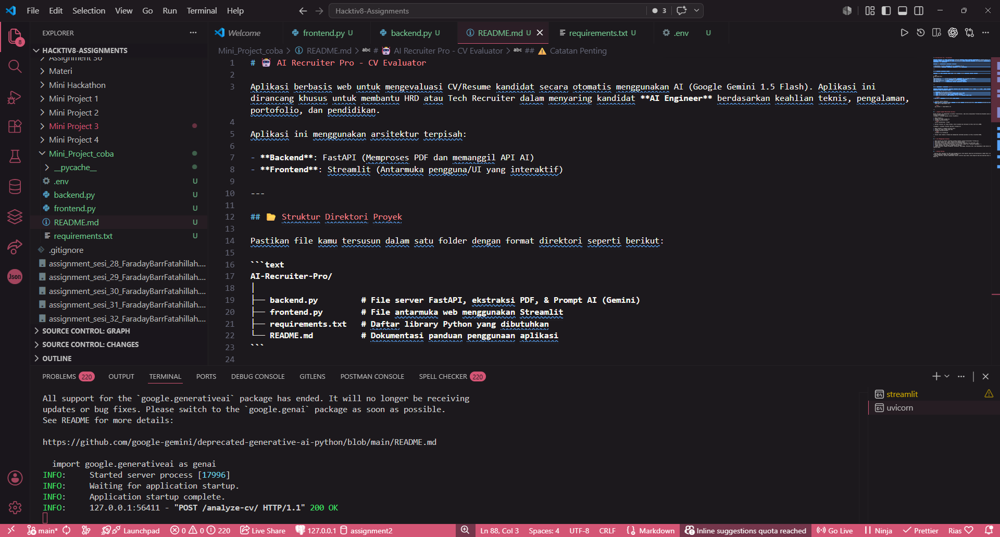 File Edit Selection View Go Run Terminal Help
Hacktiv8-Assignments
3
EXPLORER
HACKTIV8-ASSIGNMENTS
Assignment 36
Materi
Mini Hackathon
Mini Project 1
Mini Project 2
Mini Project 3
Mini Project 4
Mini_Project_coba
__pycache__
.env U
backend.py U
frontend.py U
README.md U
requirements.txt U
.gitignore
assignment_sesi_28_FaradayBarrFatahillah....
assignment_sesi_29_FaradayBarrFatahillah....
assignment_sesi_30_FaradayBarrFatahillah....
assignment_sesi_31_FaradayBarrFatahillah....
assignment_sesi_32_FaradayBarrFatahillah....
SOURCE CONTROL: GRAPH
SOURCE CONTROL: CHANGES
OUTLINE
8
Json
Welcome frontend.py U backend.py U README.md U requirements.txt U .env U
Mini_Project_coba > README.md > abc # 🤖 AI Recruiter Pro - CV Evaluator > abc ## ⚠️ Catatan Penting
1 # 🤖 AI Recruiter Pro - CV Evaluator
2
3 Aplikasi berbasis web untuk mengevaluasi CV/Resume kandidat secara otomatis menggunakan AI (Google Gemini 1.5 Flash). Aplikasi ini
dirancang khusus untuk membantu HRD atau Tech Recruiter dalam menyaring kandidat **AI Engineer** berdasarkan keahlian teknis, pengalaman,
portofolio, dan pendidikan.
4
5 Aplikasi ini menggunakan arsitektur terpisah:
6
7 - **Backend**: FastAPI (Memproses PDF dan memanggil API AI)
8 - **Frontend**: Streamlit (Antarmuka pengguna/UI yang interaktif)
9
10 ---
11
12 ## 📂 Struktur Direktori Proyek
13
14 Pastikan file kamu tersusun dalam satu folder dengan format direktori seperti berikut:
15
16 ```text
17 AI-Recruiter-Pro/
18 │
19 ├── backend.py # File server FastAPI, ekstraksi PDF, & Prompt AI (Gemini)
20 ├── frontend.py # File antarmuka web menggunakan Streamlit
21 ├── requirements.txt # Daftar library Python yang dibutuhkan
22 └── README.md # Dokumentasi panduan penggunaan aplikasi
23 ```
24
PROBLEMS 220 OUTPUT TERMINAL PORTS DEBUG CONSOLE GITLENS POSTMAN CONSOLE SPELL CHECKER 220
All support for the `google.generativeai` package has ended. It will no longer be receiving
updates or bug fixes. Please switch to the `google.genai` package as soon as possible.
See README for more details:
https://github.com/google-gemini/deprecated-generative-ai-python/blob/main/README.md
import google.generativeai as genai
INFO: Started server process [17996]
INFO: Waiting for application startup.
INFO: Application startup complete.
INFO: 127.0.0.1:56411 - "POST /analyze-cv/ HTTP/1.1" 200 OK
streamlit
uvicorn
main* Launchpad 0 0 220 Live Share 127.0.0.1 assignment2 Ln 88, Col 3 Spaces: 4 UTF-8 CRLF Markdown Inline suggestions quota reached Go Live Ninja Prettier Rias